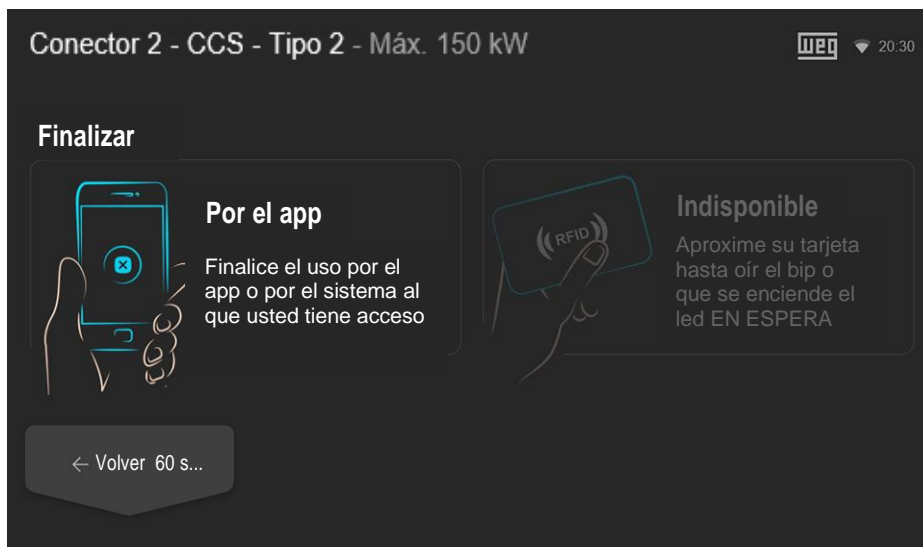 Conector 2 - CCS - Tipo 2 - Máx. 150 kW
weg 20:30
Finalizar
Por el app
Finalice el uso por el
app o por el sistema al
que usted tiene acceso
RFID
Indisponible
Aproxime su tarjeta
hasta oír el bip o
que se enciende el
led EN ESPERA
← Volver 60 s...